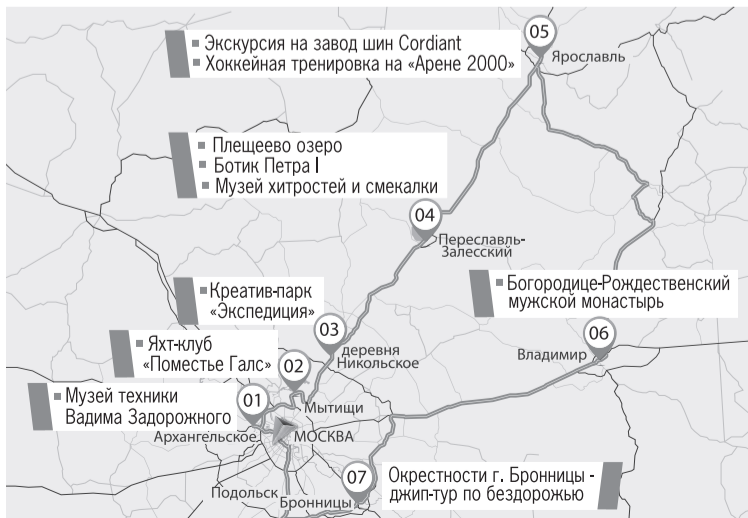 ▪ Экскурсия на завод шин Cordiant
▪ Хоккейная тренировка на «Арене 2000»
05
Ярославль
▪ Плещеево озеро
▪ Ботик Петра I
▪ Музей хитростей и смекалки
04
Переславль-
Залесский
▪ Креатив-парк
«Экспедиция»
▪ Богородице-Рождественский
мужской монастырь
03
деревня
Никольское
06
Владимир
▪ Яхт-клуб
«Поместье Галс»
02
Мытищи
▪ Музей техники
Вадима Задорожного
01
Архангельское
МОСКВА
07
Подольск
Бронницы
Окрестности г. Бронницы -
джип-тур по бездорожью